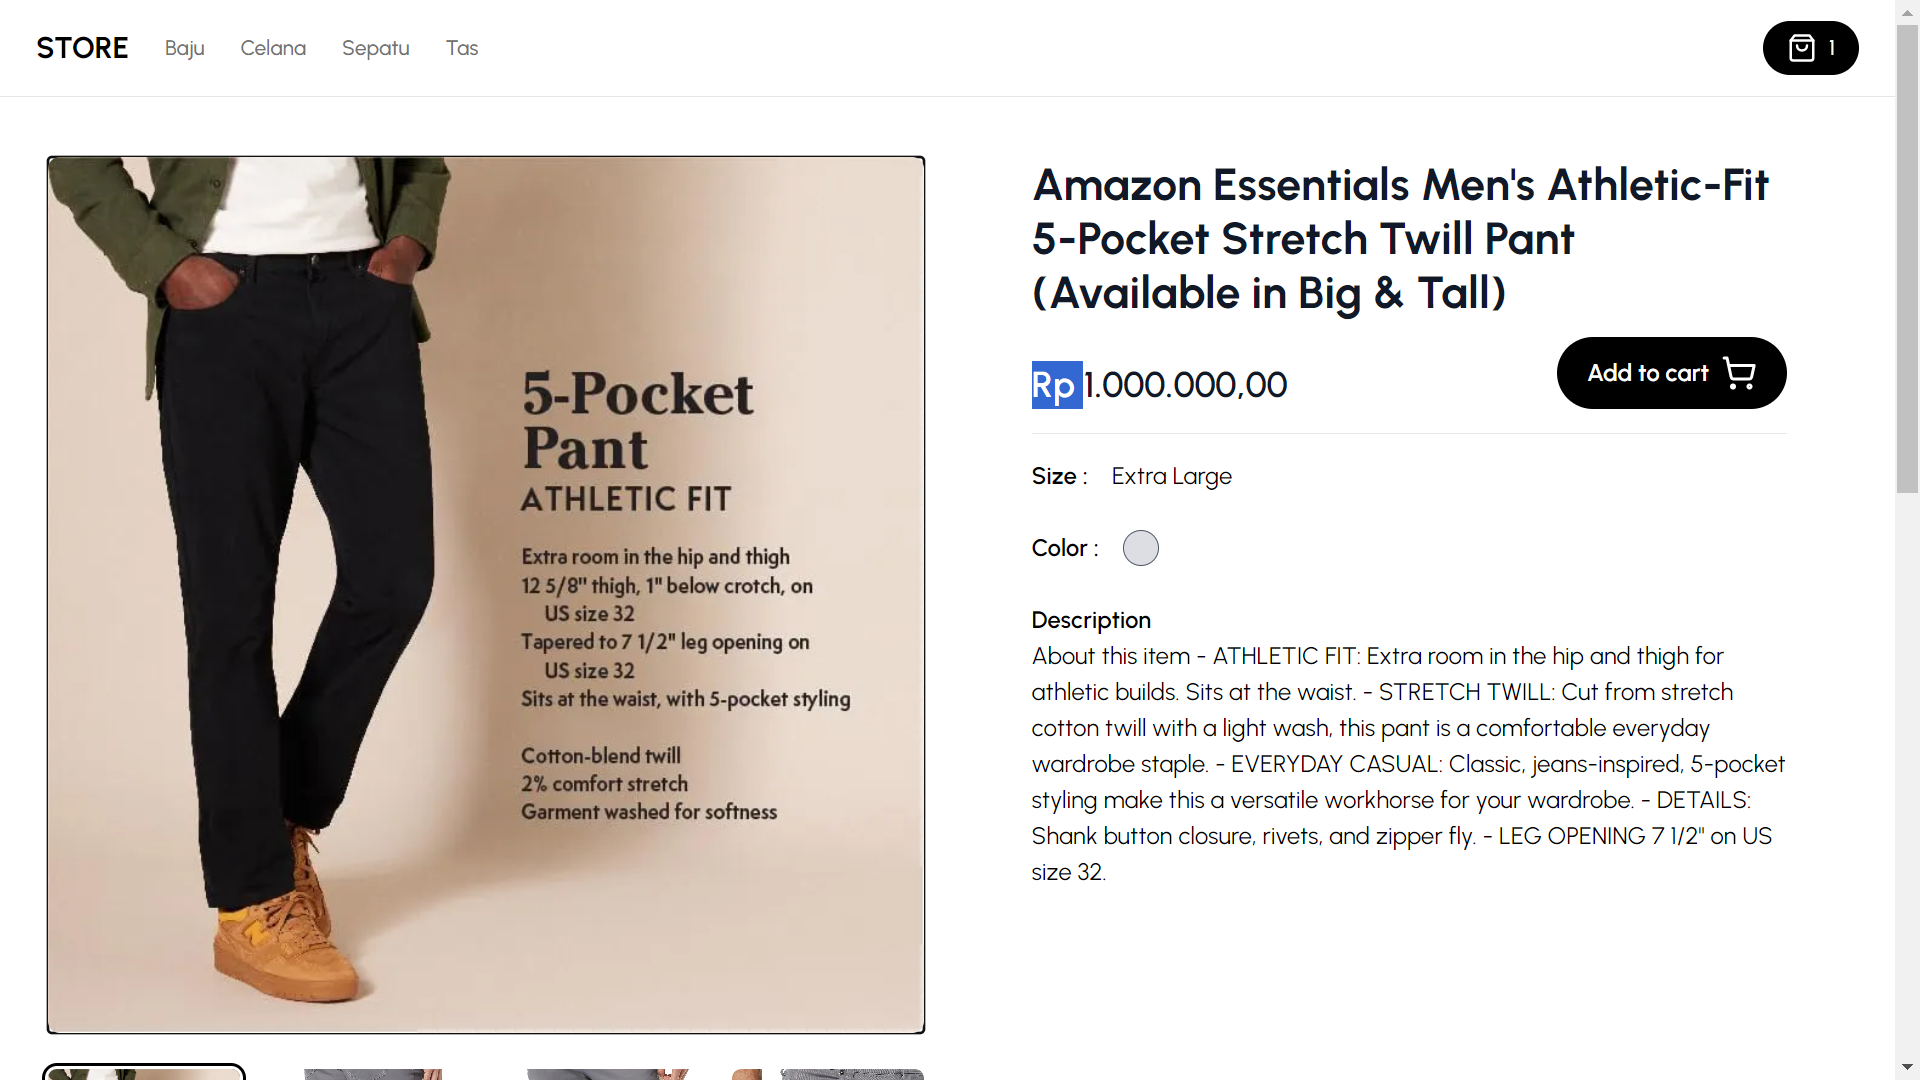 STORE Baju Celana Sepatu Tas 1
5-Pocket
Pant
ATHLETIC FIT
Extra room in the hip and thigh
12 5/8" thigh, 1" below crotch, on
US size 32
Tapered to 7 1/2" leg opening on
US size 32
Sits at the waist, with 5-pocket styling
Cotton-blend twill
2% comfort stretch
Garment washed for softness
Amazon Essentials Men's Athletic-Fit
5-Pocket Stretch Twill Pant
(Available in Big & Tall)
Rp 1.000.000,00
Add to cart
Size : Extra Large
Color :
Description
About this item - ATHLETIC FIT: Extra room in the hip and thigh for
athletic builds. Sits at the waist. - STRETCH TWILL: Cut from stretch
cotton twill with a light wash, this pant is a comfortable everyday
wardrobe staple. - EVERYDAY CASUAL: Classic, jeans-inspired, 5-pocket
styling make this a versatile workhorse for your wardrobe. - DETAILS:
Shank button closure, rivets, and zipper fly. - LEG OPENING 7 1/2" on US
size 32.